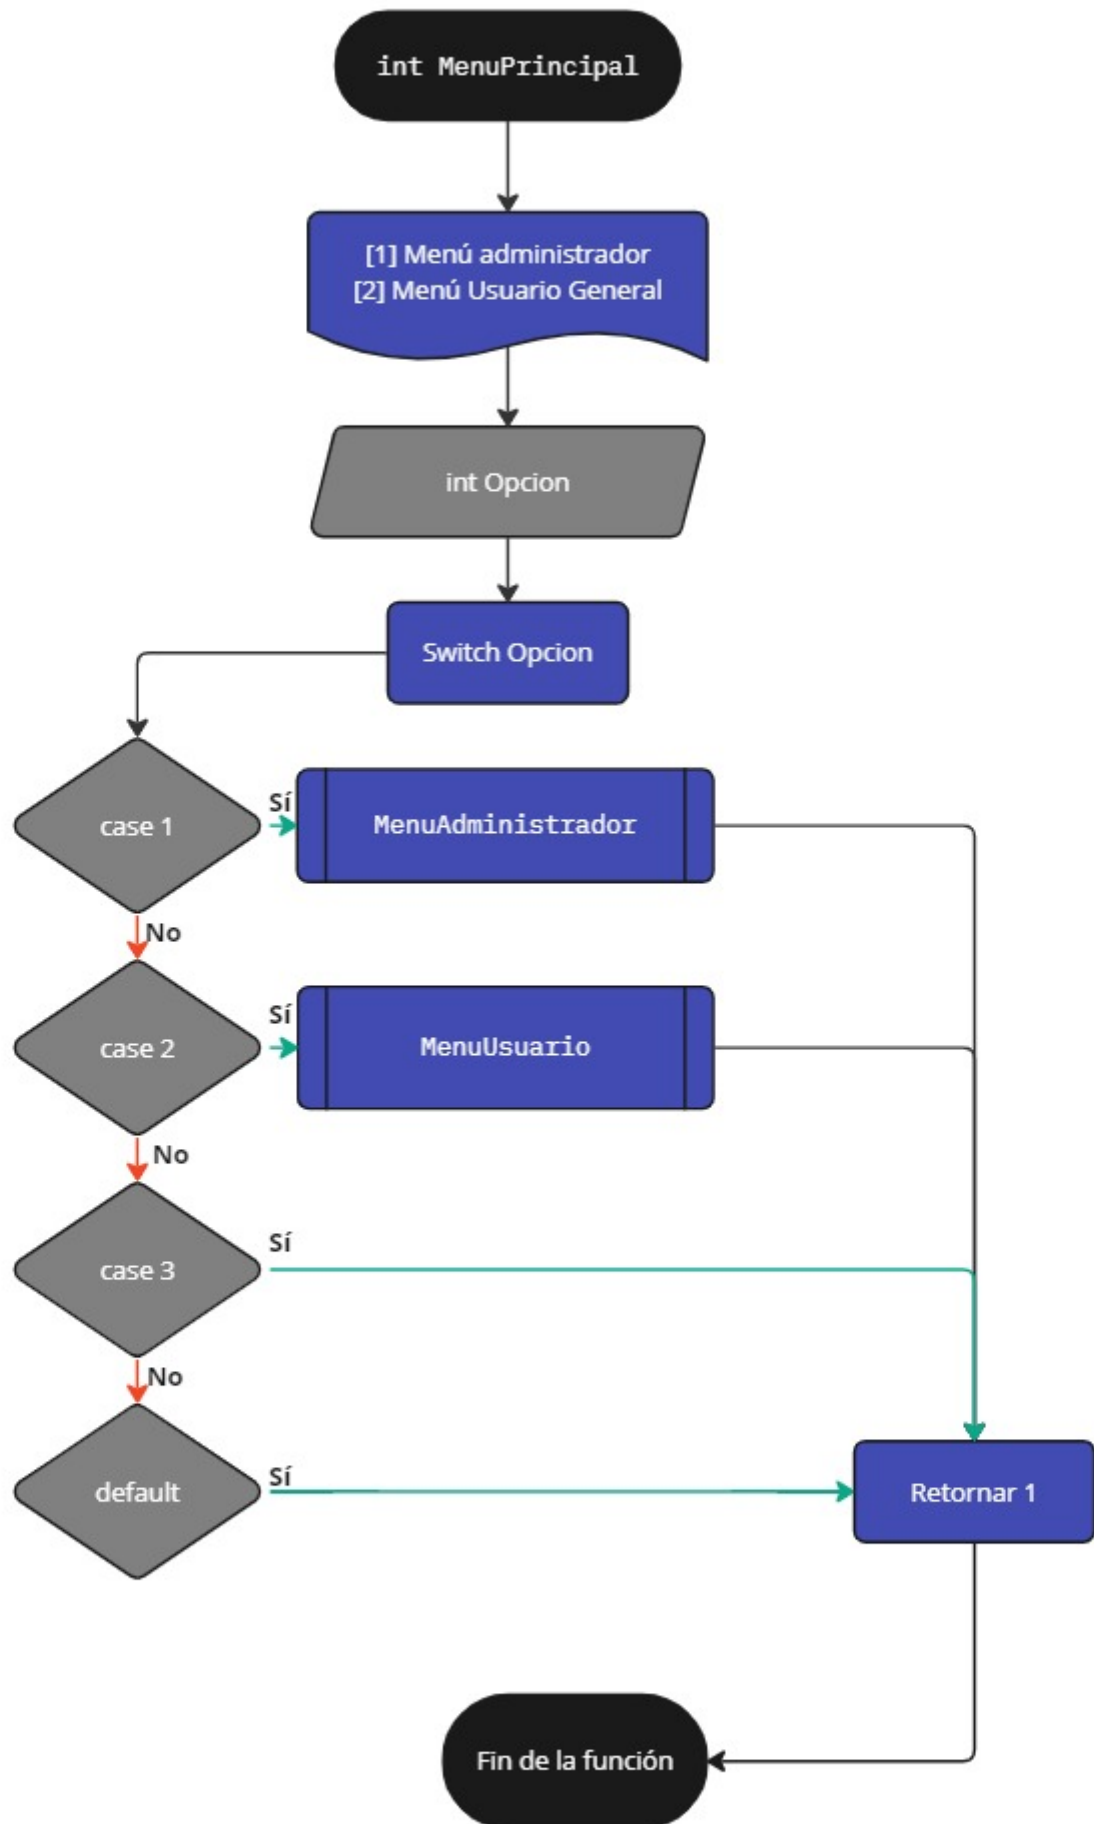 int MenuPrincipal
[1] Menú administrador
[2] Menú Usuario General
int Opcion
Switch Opcion
case 1
Sí
MenuAdministrador
No
case 2
Sí
MenuUsuario
No
case 3
Sí
No
default
Sí
Retornar 1
Fin de la función